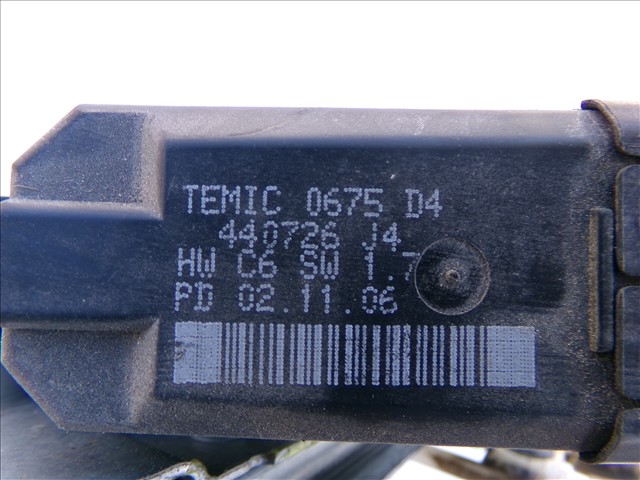 TEMIC 0675 D4
440726 J4
HW C6 SW 1.7
PD 02.11.06